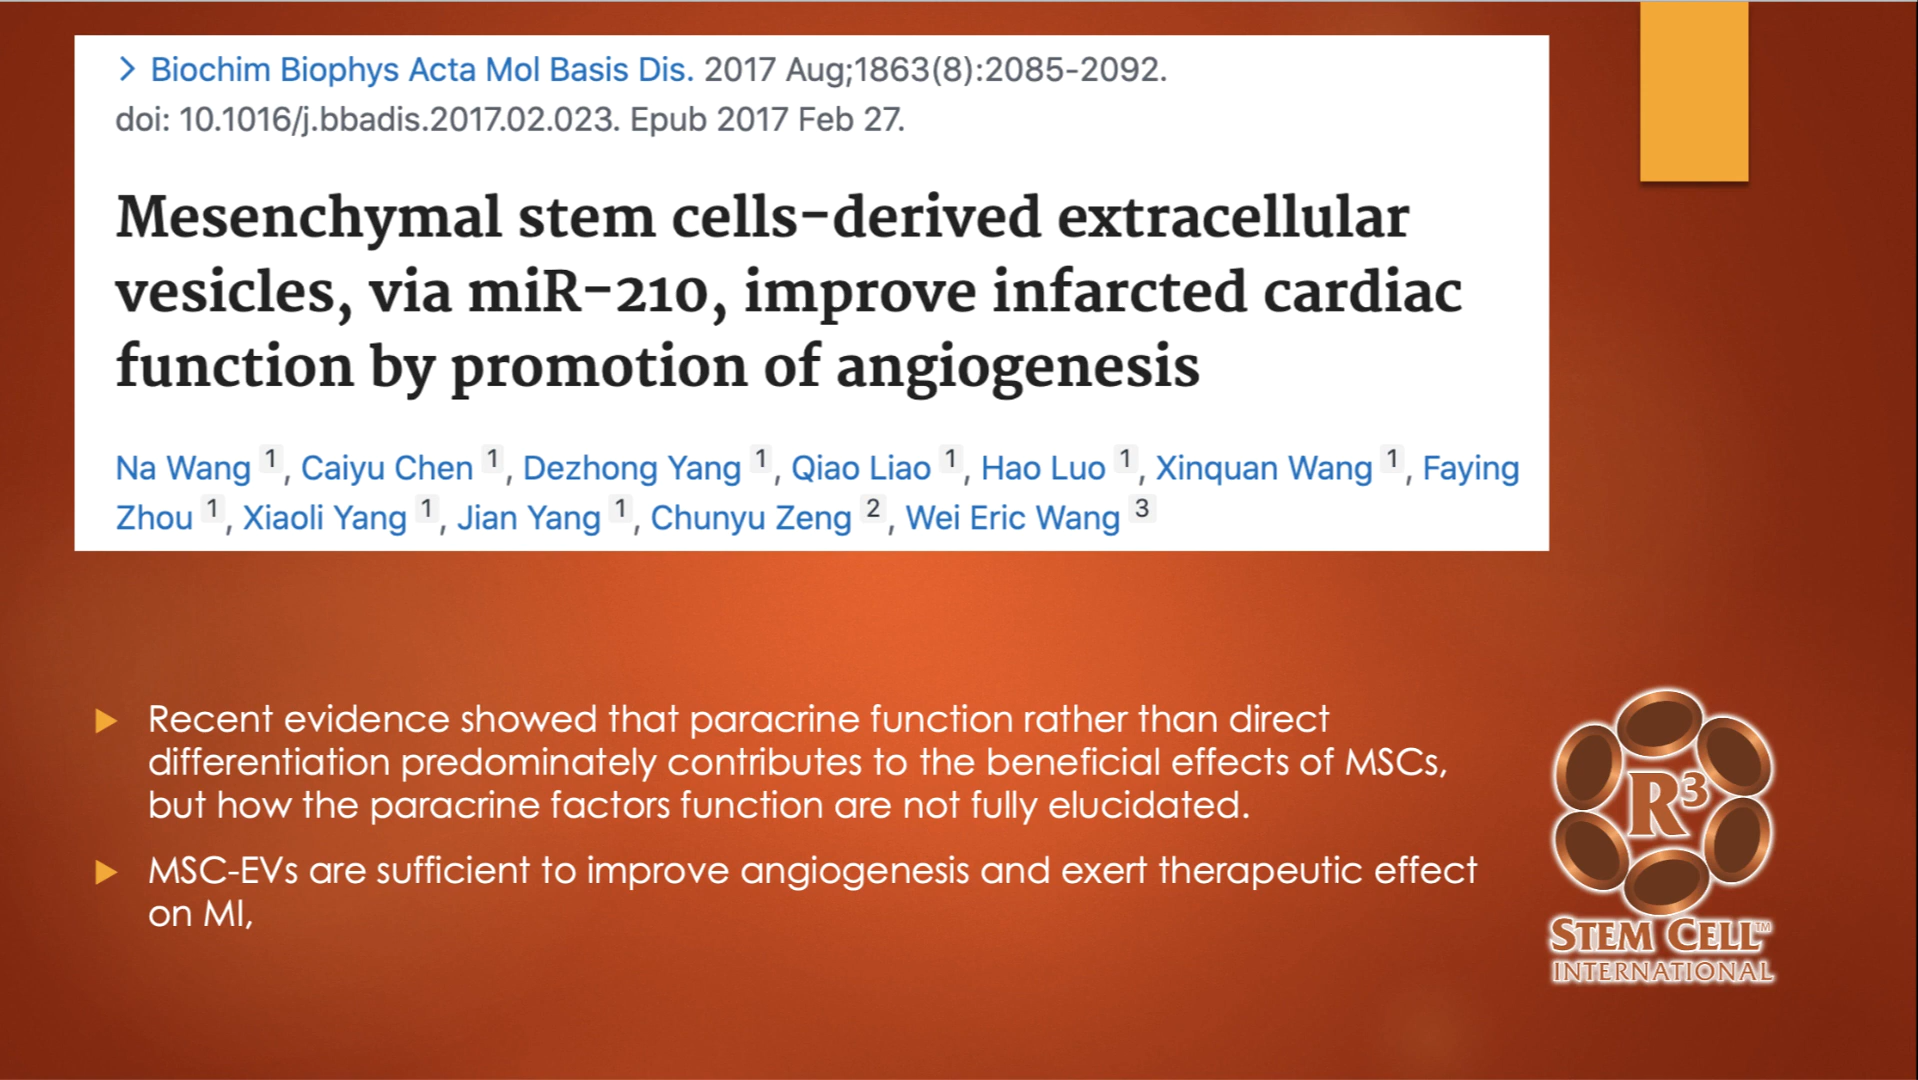 > Biochim Biophys Acta Mol Basis Dis. 2017 Aug;1863(8):2085-2092.
doi: 10.1016/j.bbadis.2017.02.023. Epub 2017 Feb 27.
Mesenchymal stem cells-derived extracellular
vesicles, via miR-210, improve infarcted cardiac
function by promotion of angiogenesis
Na Wang 1, Caiyu Chen 1, Dezhong Yang 1, Qiao Liao 1, Hao Luo 1, Xinquan Wang 1, Faying
Zhou 1, Xiaoli Yang 1, Jian Yang 1, Chunyu Zeng 2, Wei Eric Wang 3
Recent evidence showed that paracrine function rather than direct
differentiation predominately contributes to the beneficial effects of MSCs,
but how the paracrine factors function are not fully elucidated.
MSC-EVs are sufficient to improve angiogenesis and exert therapeutic effect
on MI,
R3
STEM CELL™
INTERNATIONAL